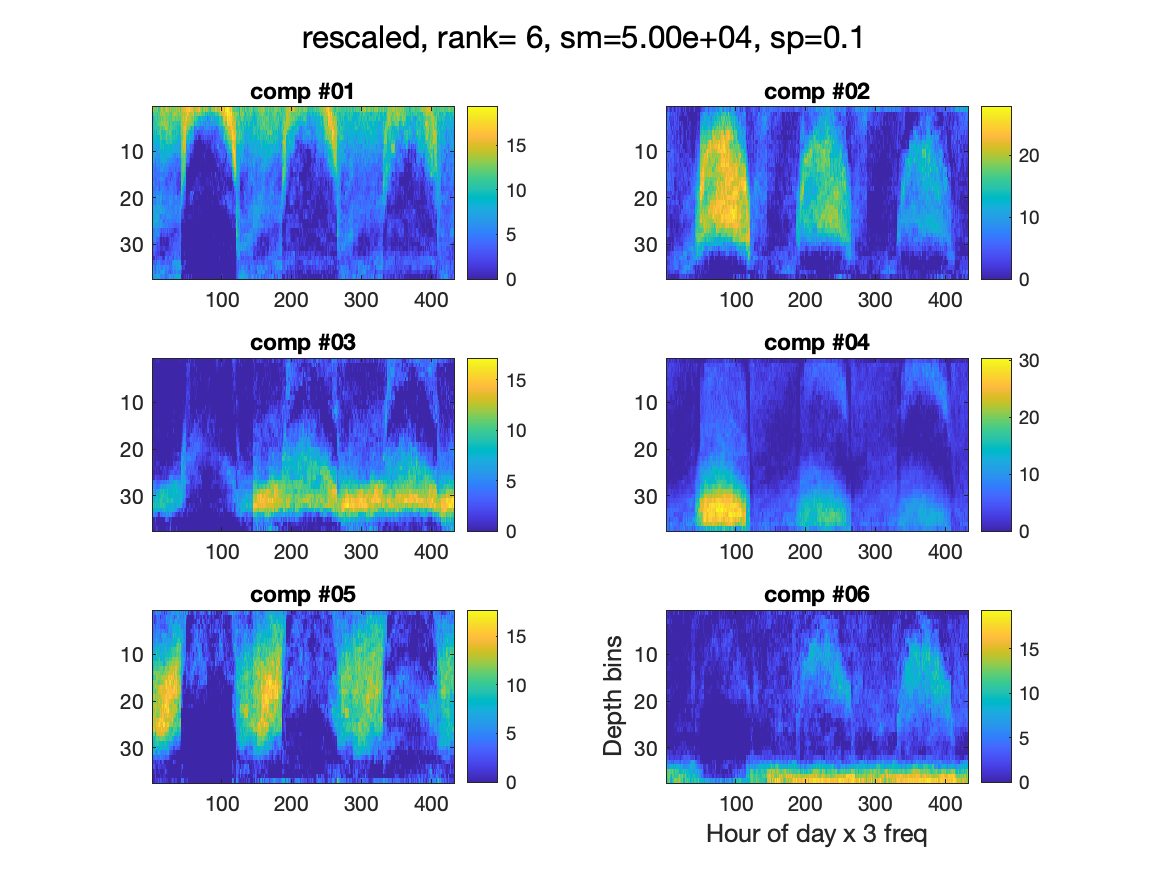 rescaled, rank= 6, sm=5.00e+04, sp=0.1
comp #01
10
20
30
100 200 300 400
15
10
5
0
comp #02
10
20
30
100 200 300 400
20
10
0
comp #03
10
20
30
100 200 300 400
15
10
5
0
comp #04
10
20
30
100 200 300 400
30
20
10
0
comp #05
10
20
30
100 200 300 400
15
10
5
0
comp #06
Depth bins
10
20
30
100 200 300 400
15
10
5
0
Hour of day x 3 freq